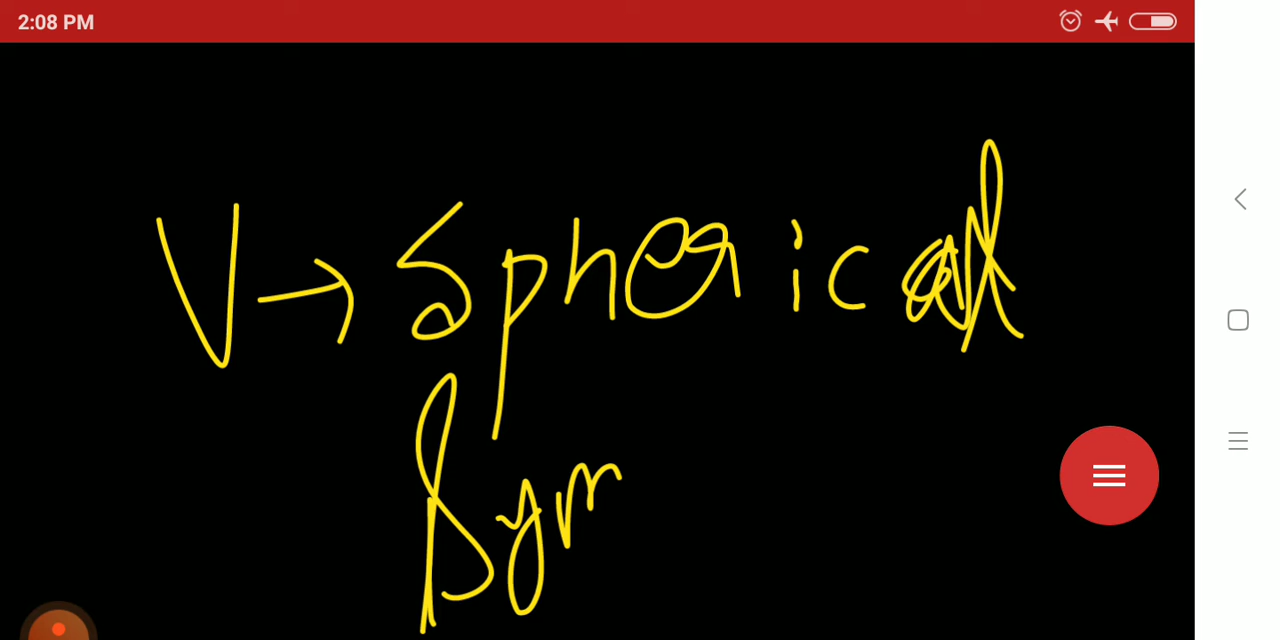 2:08 PM
V → Spherical
Sym